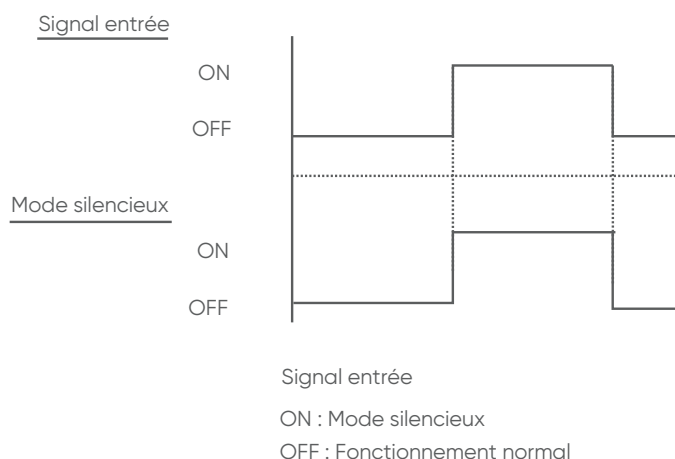 Signal entrée
ON
OFF
Mode silencieux
ON
OFF
Signal entrée
ON : Mode silencieux
OFF : Fonctionnement normal